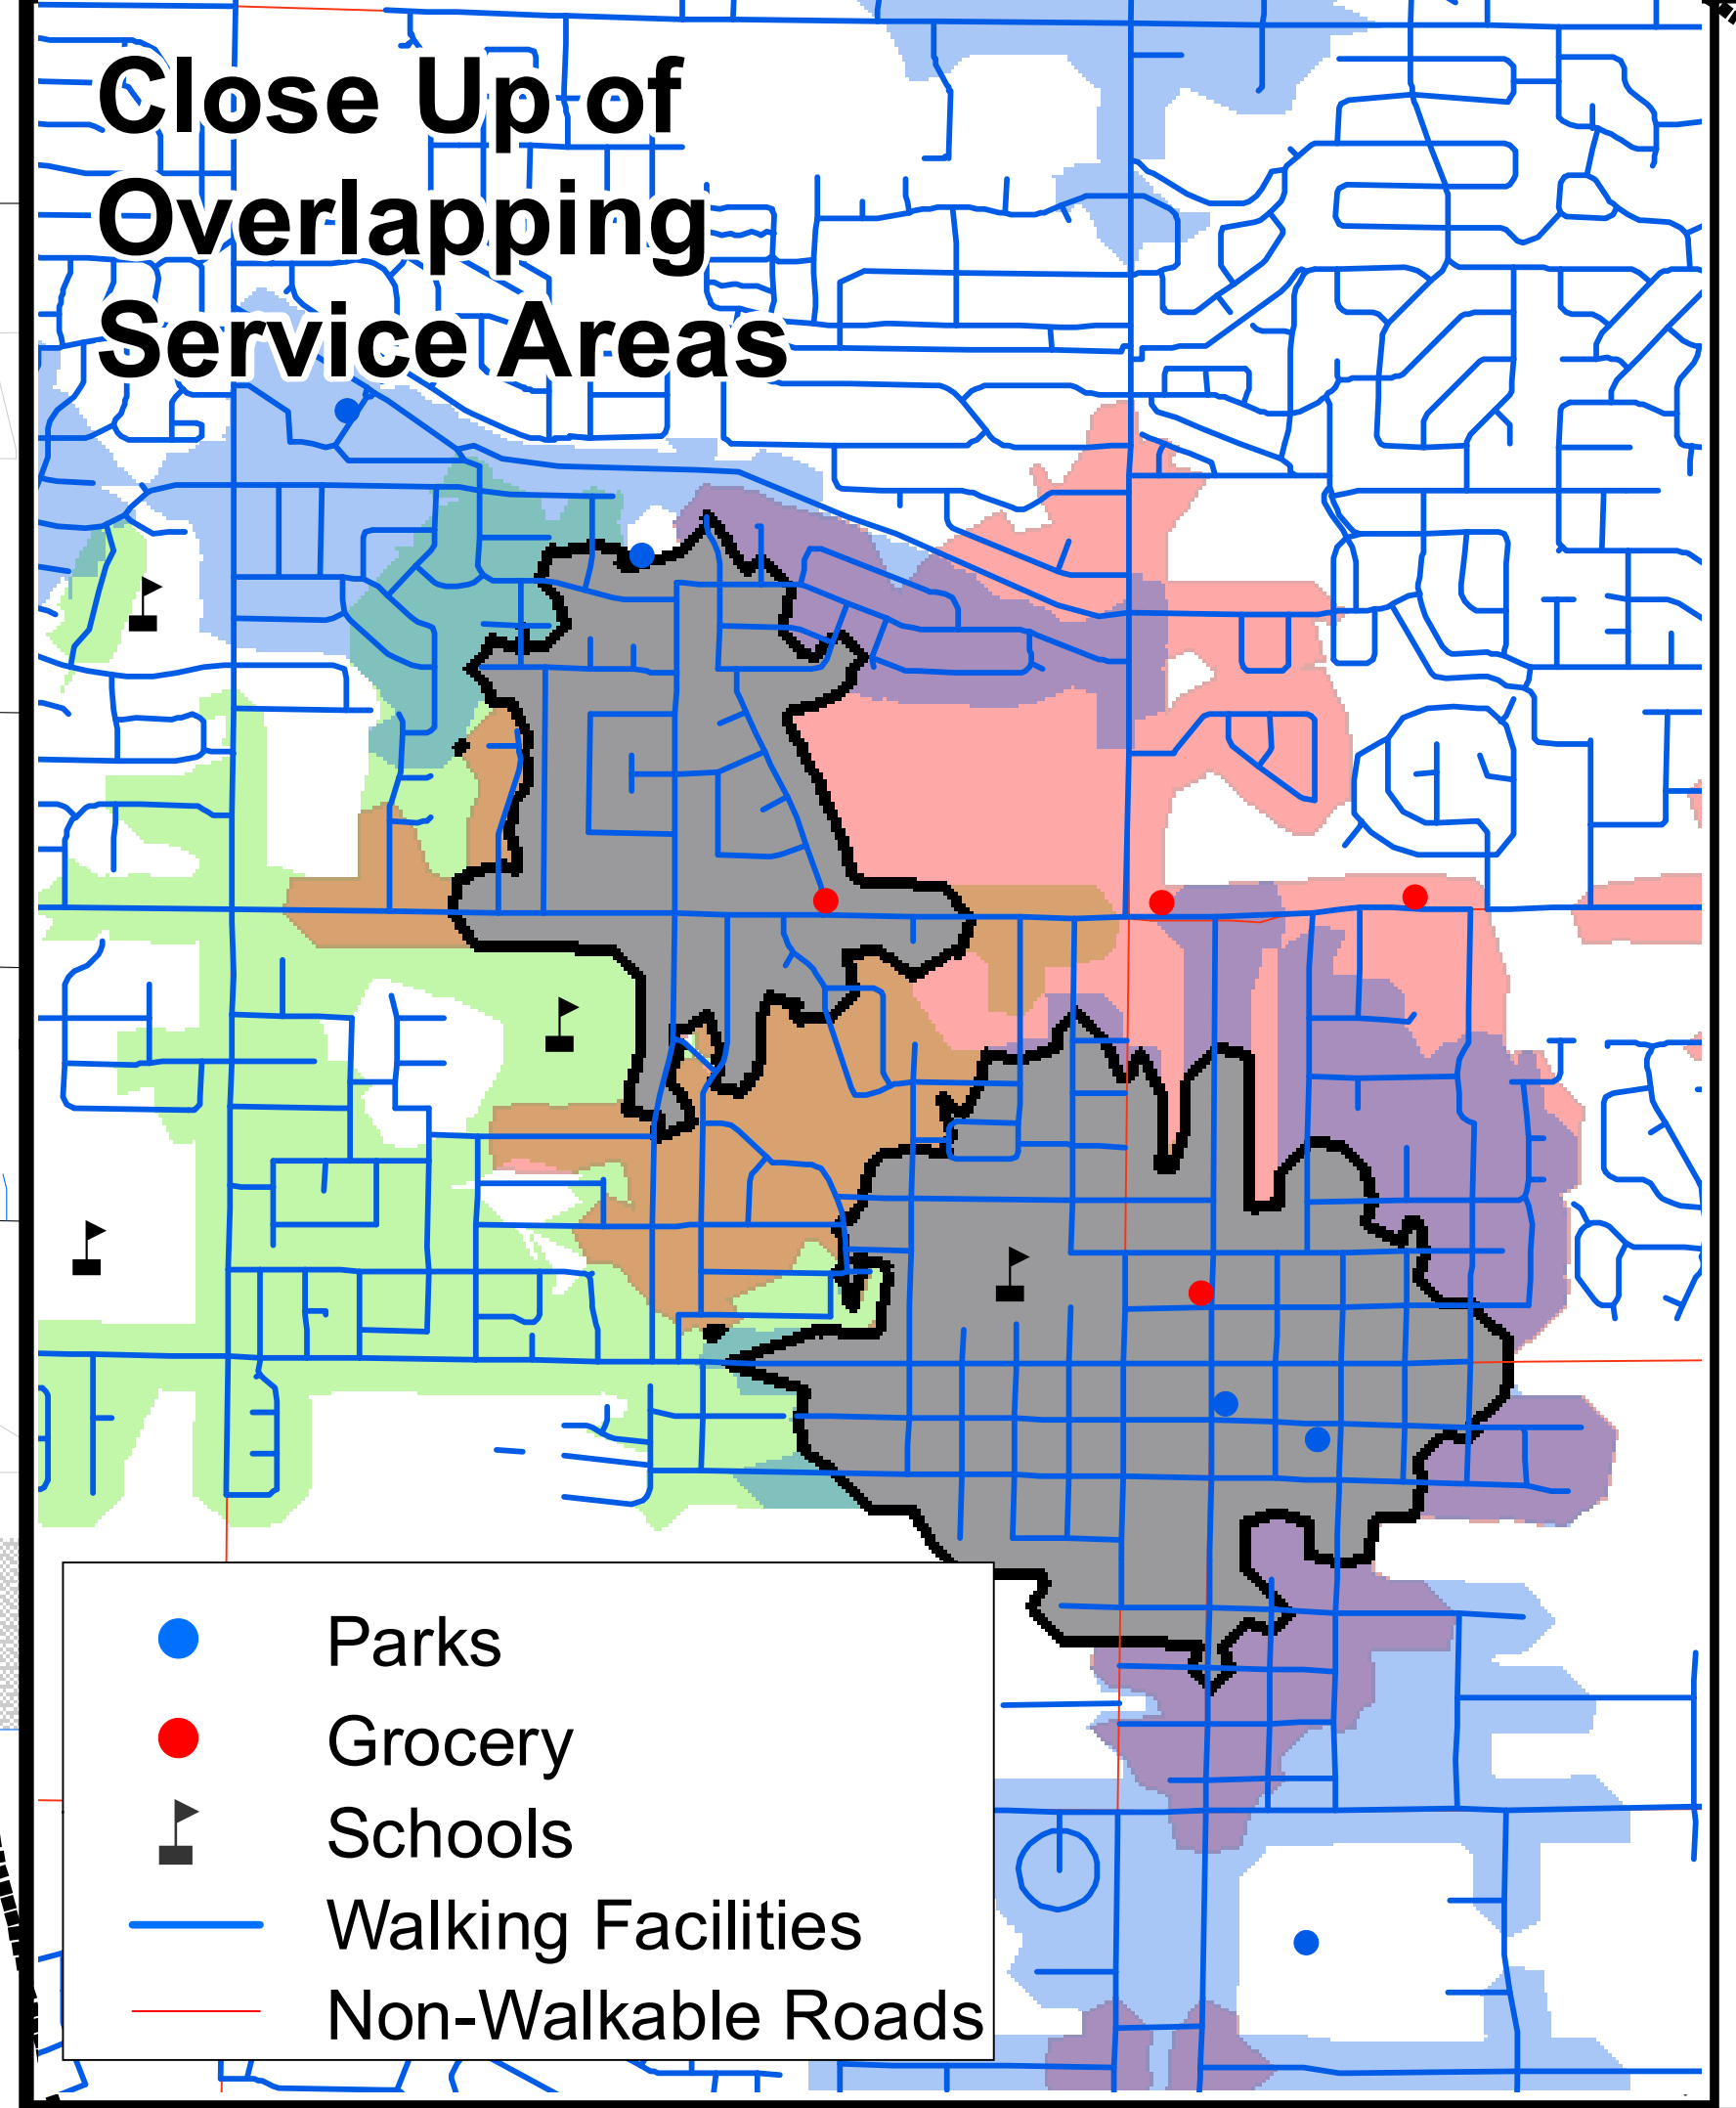 Close Up of
Overlapping
Service Areas
Parks
Grocery
Schools
Walking Facilities
Non-Walkable Roads